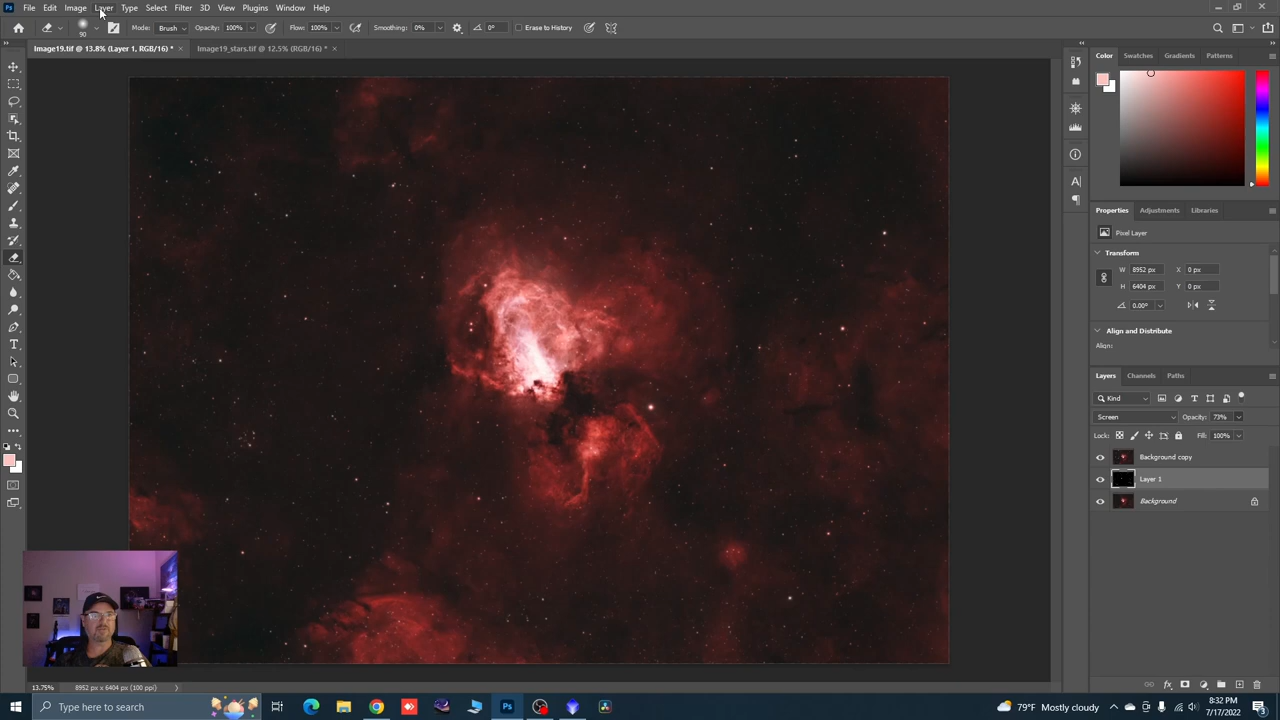 Ps File Edit Image Layer Type Select Filter 3D View Plugins Window Help
90 Mode: Brush Opacity: 100% Flow: 100% Smoothing: 0% 0° Erase to History
Image19.tif @ 13.8% (Layer 1, RGB/16) * × Image19_stars.tif @ 12.5% (RGB/16) * ×
Color Swatches Gradients Patterns
Properties Adjustments Libraries
Pixel Layer
Transform
W 8952 px X 0 px
H 6404 px Y 0 px
0.00°
Align and Distribute
Align:
Layers Channels Paths
Kind
Screen Opacity: 73%
Lock: Fill: 100%
Background copy
Layer 1
Background
13.75% 8952 px x 6404 px (100 ppi)
Type here to search
Ps
79°F Mostly cloudy
8:32 PM
7/17/2022
3